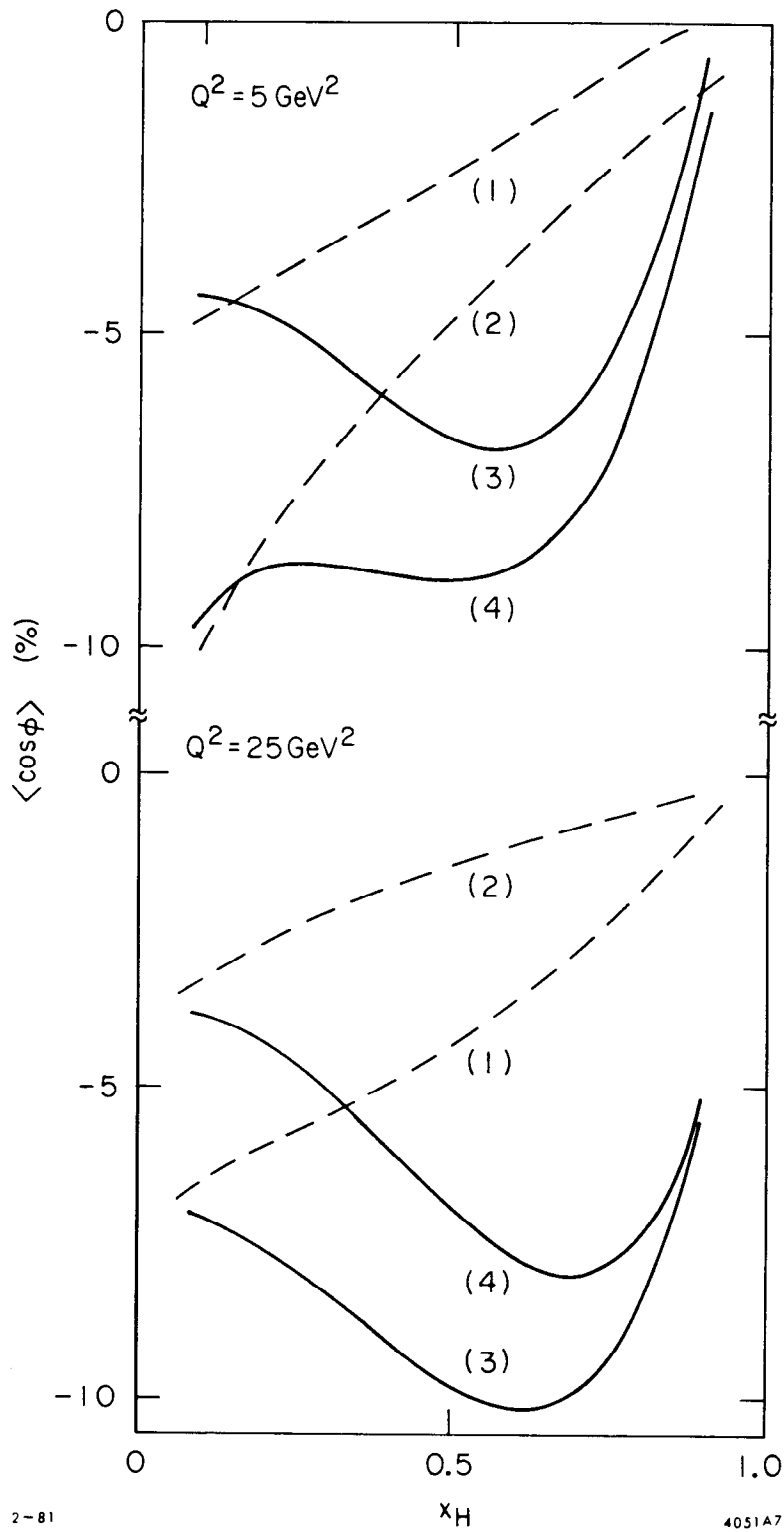 0
Q² = 5 GeV²
(1)
(2)
-5
(3)
(4)
-10
⟨cosϕ⟩ (%)
Q² = 25 GeV²
0
(2)
(1)
-5
(4)
(3)
-10
0 0.5 1.0
x_H
2-81 4051A7